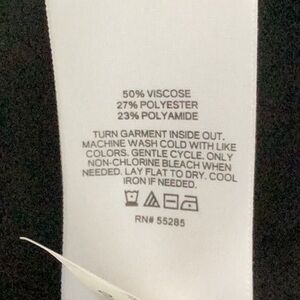 50% VISCOSE
27% POLYESTER
23% POLYAMIDE
TURN GARMENT INSIDE OUT.
MACHINE WASH COLD WITH LIKE
COLORS. GENTLE CYCLE. ONLY
NON-CHLORINE BLEACH WHEN
NEEDED. LAY FLAT TO DRY. COOL
IRON IF NEEDED.
RN# 55285